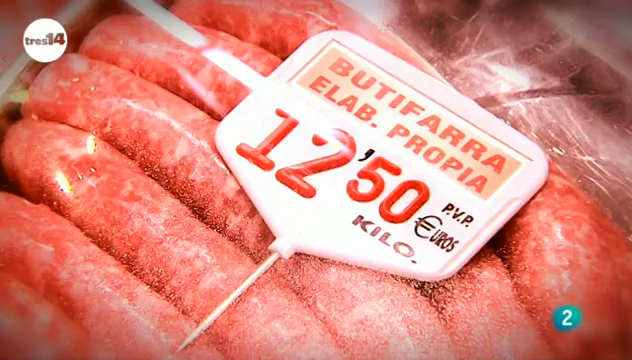 tres14
BUTIFARRA
ELAB. PROPIA
12'50
P.V.P.
€UROS
KILO.
2